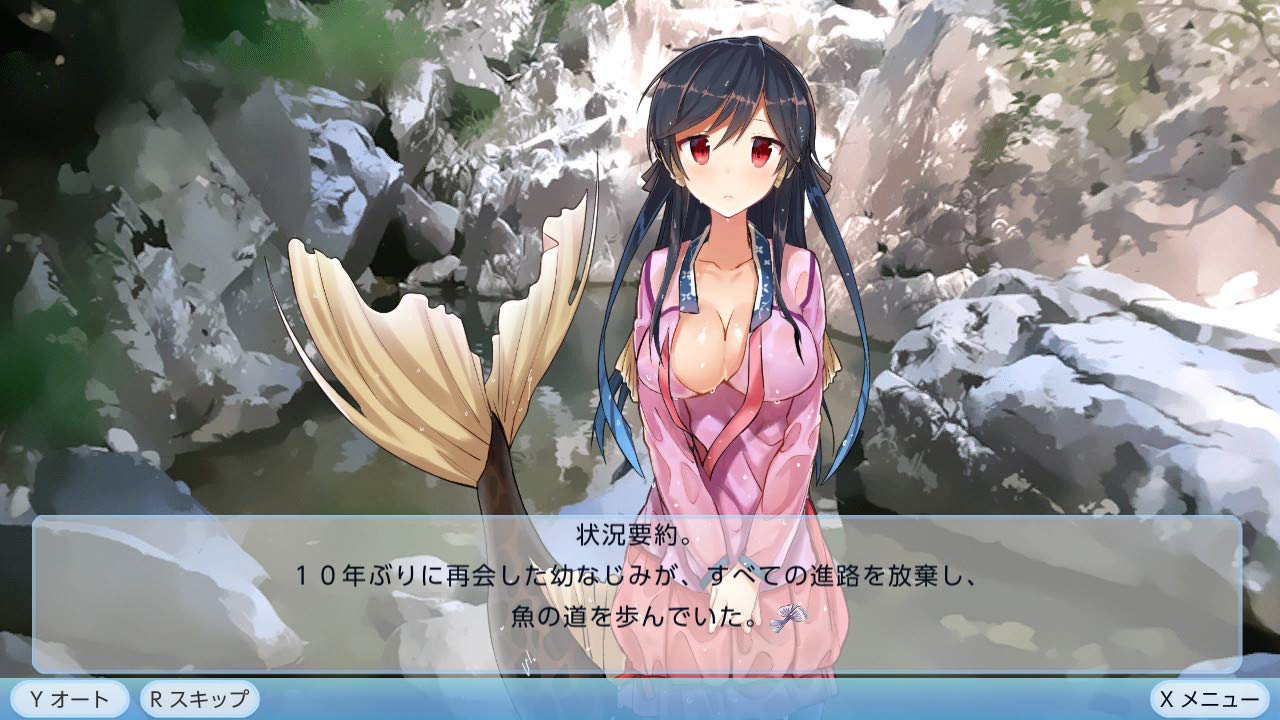 状況要約。
１０年ぶりに再会した幼なじみが、すべての進路を放棄し、
魚の道を歩んでいた。
Y オート
R スキップ
X メニュー